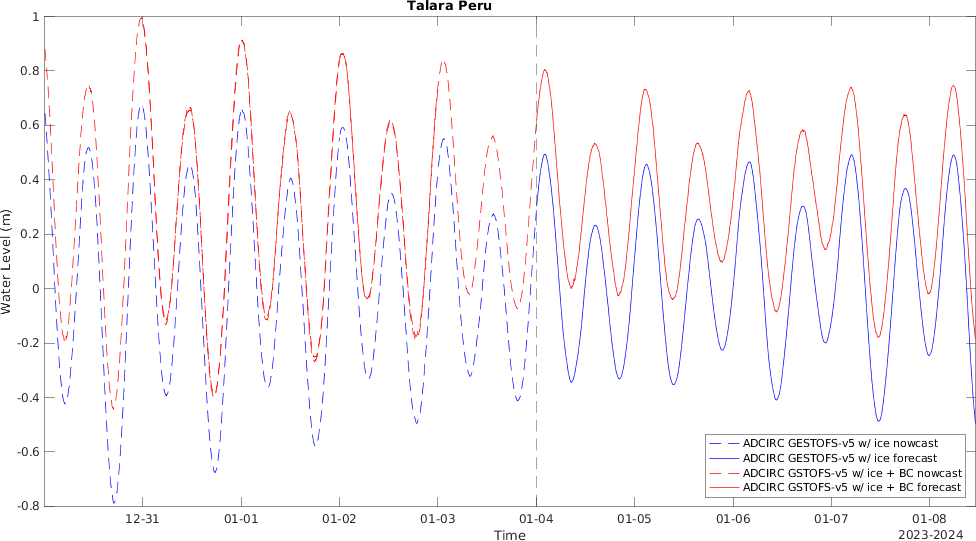 Talara Peru
1
0.8
0.6
0.4
0.2
0
-0.2
-0.4
-0.6
-0.8
Water Level (m)
12-31
01-01
01-02
01-03
01-04
01-05
01-06
01-07
01-08
Time
2023-2024
ADCIRC GESTOFS-v5 w/ ice nowcast
ADCIRC GESTOFS-v5 w/ ice forecast
ADCIRC GSTOFS-v5 w/ ice + BC nowcast
ADCIRC GSTOFS-v5 w/ ice + BC forecast